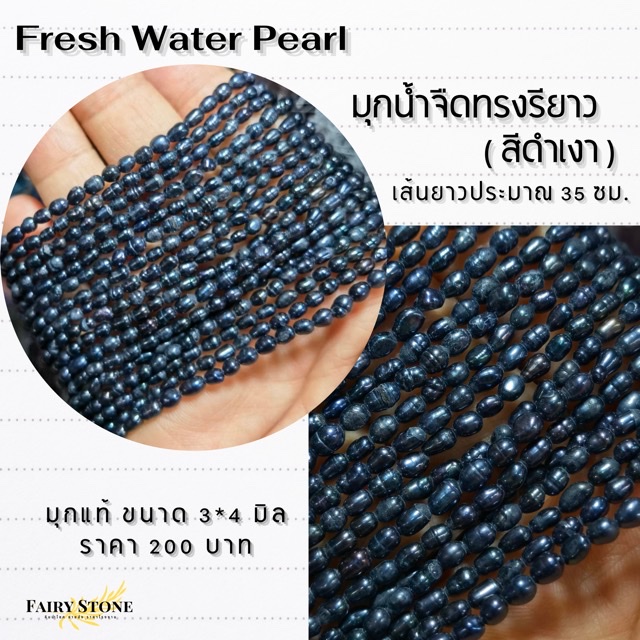 Fresh Water Pearl
มุกน้ำจืดทรงรียาว
( สีดำเงา )
เส้นยาวประมาณ 35 ซม.
มุกแท้ ขนาด 3*4 มิล
ราคา 200 บาท
FAIRY STONE